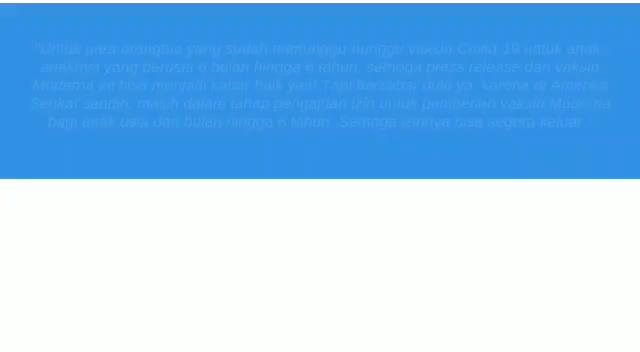 "Untuk para orangtua yang sudah menunggu nunggu vaksin Covid 19 untuk anak-
anaknya yang berusia 6 bulan hingga 6 tahun, semoga press release dari vaksin
Moderna ini bisa menjadi kabar baik ya!! Tapi bersabar dulu ya, karena di Amerika
Serikat sendiri, masih dalam tahap pengajuan izin untuk pemberian vaksin Moderna
bagi anak usia dari bulan hingga 6 tahun. Semoga izinnya bisa segera keluar